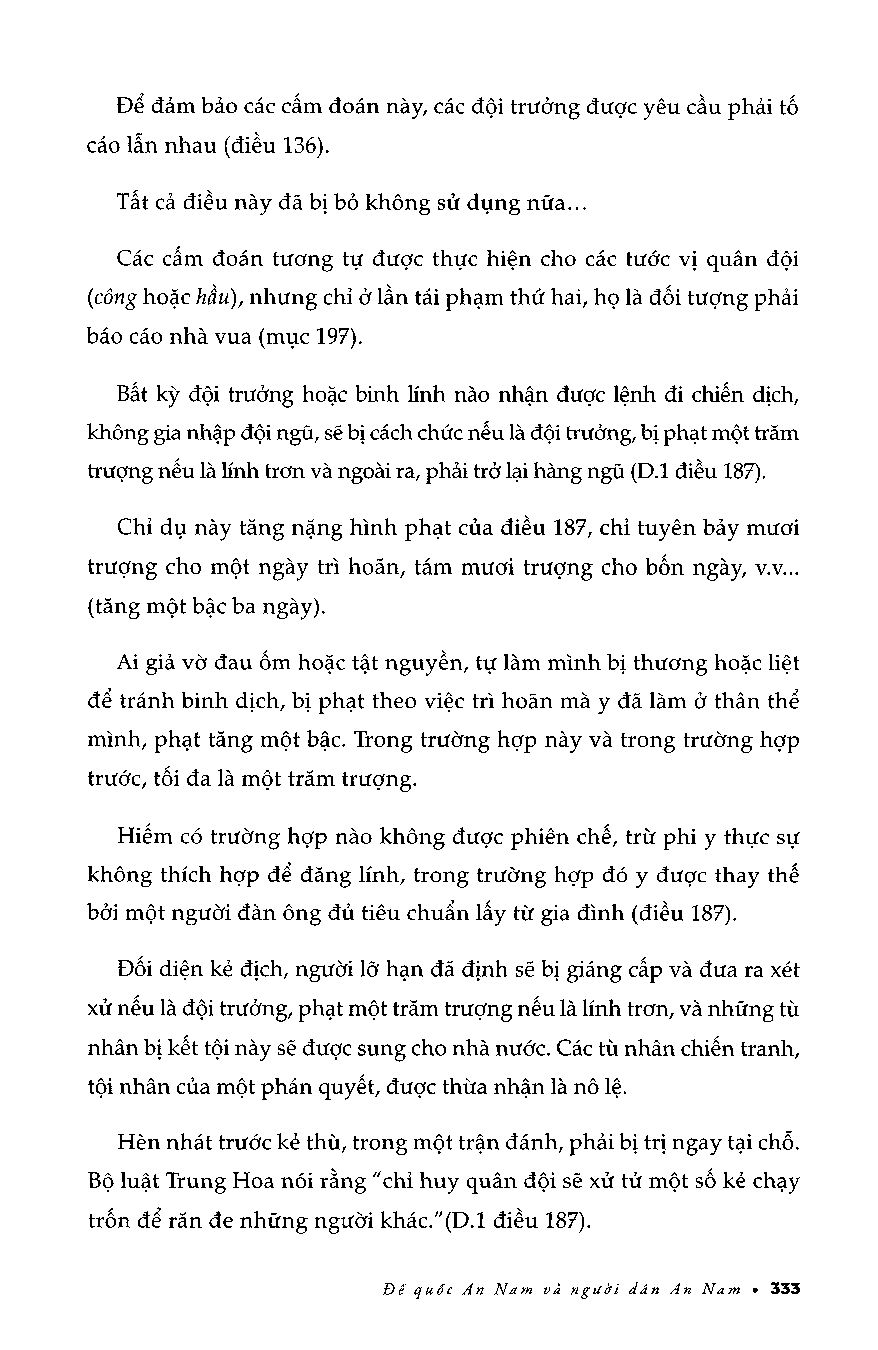 Để đảm bảo các cấm đoán này, các đội trưởng được yêu cầu phải tố
cáo lẫn nhau (điều 136).
Tất cả điều này đã bị bỏ không sử dụng nữa...
Các cấm đoán tương tự được thực hiện cho các tước vị quân đội
(công hoặc hầu), nhưng chỉ ở lần tái phạm thứ hai, họ là đối tượng phải
báo cáo nhà vua (mục 197).
Bất kỳ đội trưởng hoặc binh lính nào nhận được lệnh đi chiến dịch,
không gia nhập đội ngũ, sẽ bị cách chức nếu là đội trưởng, bị phạt một trăm
trượng nếu là lính trơn và ngoài ra, phải trở lại hàng ngũ (D.1 điều 187).
Chỉ dụ này tăng nặng hình phạt của điều 187, chỉ tuyên bảy mươi
trượng cho một ngày trì hoãn, tám mươi trượng cho bốn ngày, v.v...
(tăng một bậc ba ngày).
Ai giả vờ đau ốm hoặc tật nguyền, tự làm mình bị thương hoặc liệt
để tránh binh dịch, bị phạt theo việc trì hoãn mà y đã làm ở thân thể
mình, phạt tăng một bậc. Trong trường hợp này và trong trường hợp
trước, tối đa là một trăm trượng.
Hiếm có trường hợp nào không được phiên chế, trừ phi y thực sự
không thích hợp để đăng lính, trong trường hợp đó y được thay thế
bởi một người đàn ông đủ tiêu chuẩn lấy từ gia đình (điều 187).
Đối diện kẻ địch, người lỡ hạn đã định sẽ bị giáng cấp và đưa ra xét
xử nếu là đội trưởng, phạt một trăm trượng nếu là lính trơn, và những tù
nhân bị kết tội này sẽ được sung cho nhà nước. Các tù nhân chiến tranh,
tội nhân của một phán quyết, được thừa nhận là nô lệ.
Hèn nhát trước kẻ thù, trong một trận đánh, phải bị trị ngay tại chỗ.
Bộ luật Trung Hoa nói rằng "chỉ huy quân đội sẽ xử tử một số kẻ chạy
trốn để răn đe những người khác."(D.1 điều 187).
Đế quốc An Nam và người dân An Nam • 333